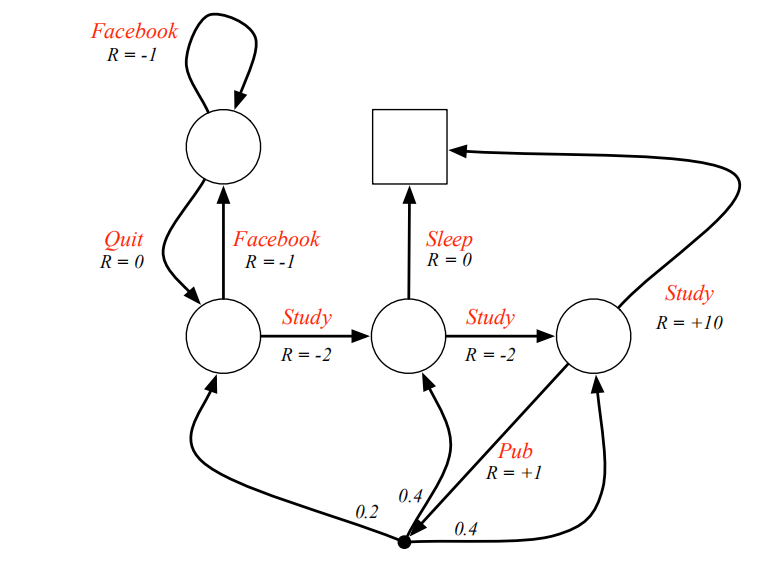 Facebook
R = -1
Quit
R = 0
Facebook
R = -1
Sleep
R = 0
Study
R = +10
Study
R = -2
Study
R = -2
Pub
R = +1
0.4
0.2
0.4